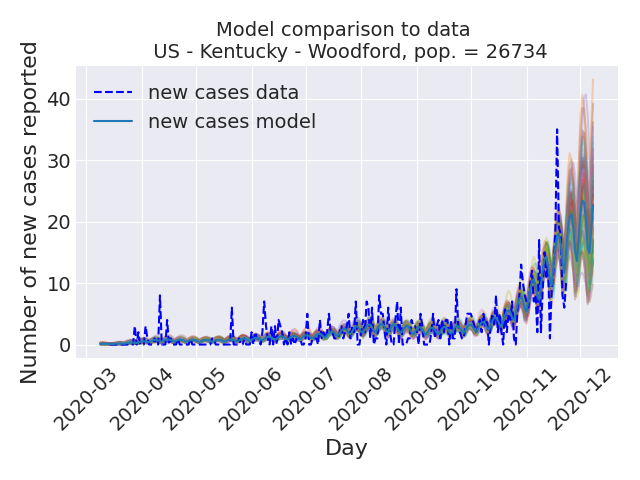 Model comparison to data
US - Kentucky - Woodford, pop. = 26734
Number of new cases reported
40
30
20
10
0
new cases data
new cases model
2020-03
2020-04
2020-05
2020-06
2020-07
2020-08
2020-09
2020-10
2020-11
2020-12
Day